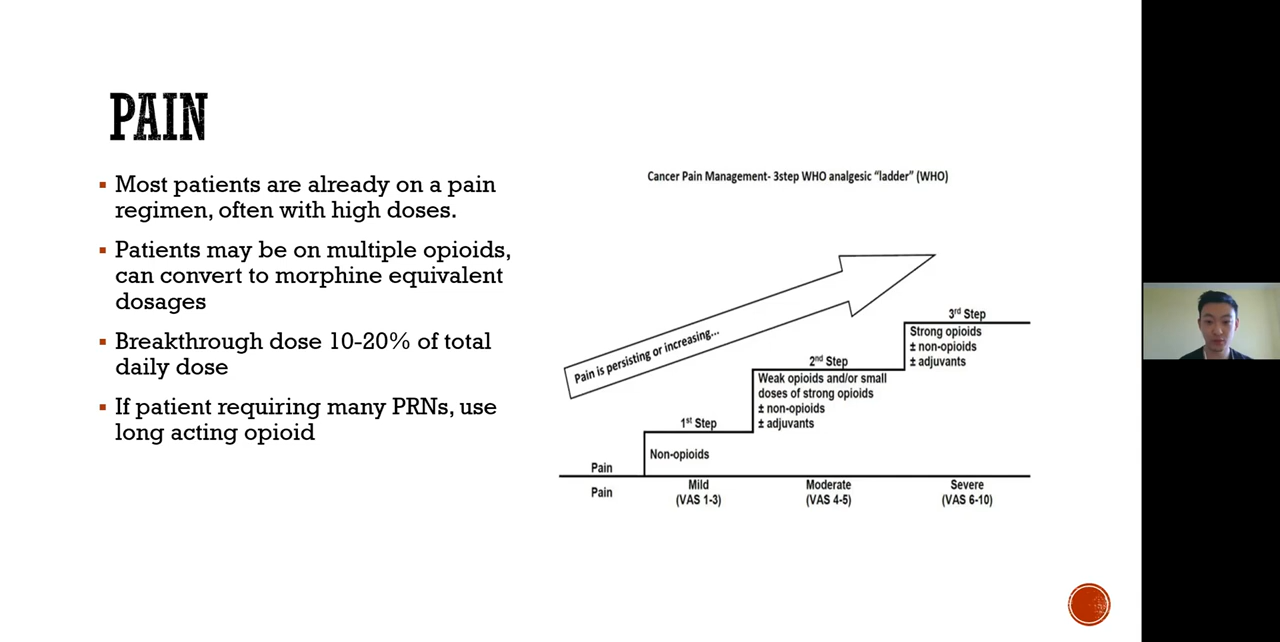 PAIN
Most patients are already on a pain
regimen, often with high doses.
Patients may be on multiple opioids,
can convert to morphine equivalent
dosages
Breakthrough dose 10-20% of total
daily dose
If patient requiring many PRNs, use
long acting opioid
Cancer Pain Management- 3step WHO analgesic “ladder” (WHO)
Pain is persisting or increasing...
3rd Step
Strong opioids
± non-opioids
± adjuvants
2nd Step
Weak opioids and/or small
doses of strong opioids
± non-opioids
± adjuvants
1st Step
Non-opioids
Pain
Pain
Mild
(VAS 1-3)
Moderate
(VAS 4-5)
Severe
(VAS 6-10)